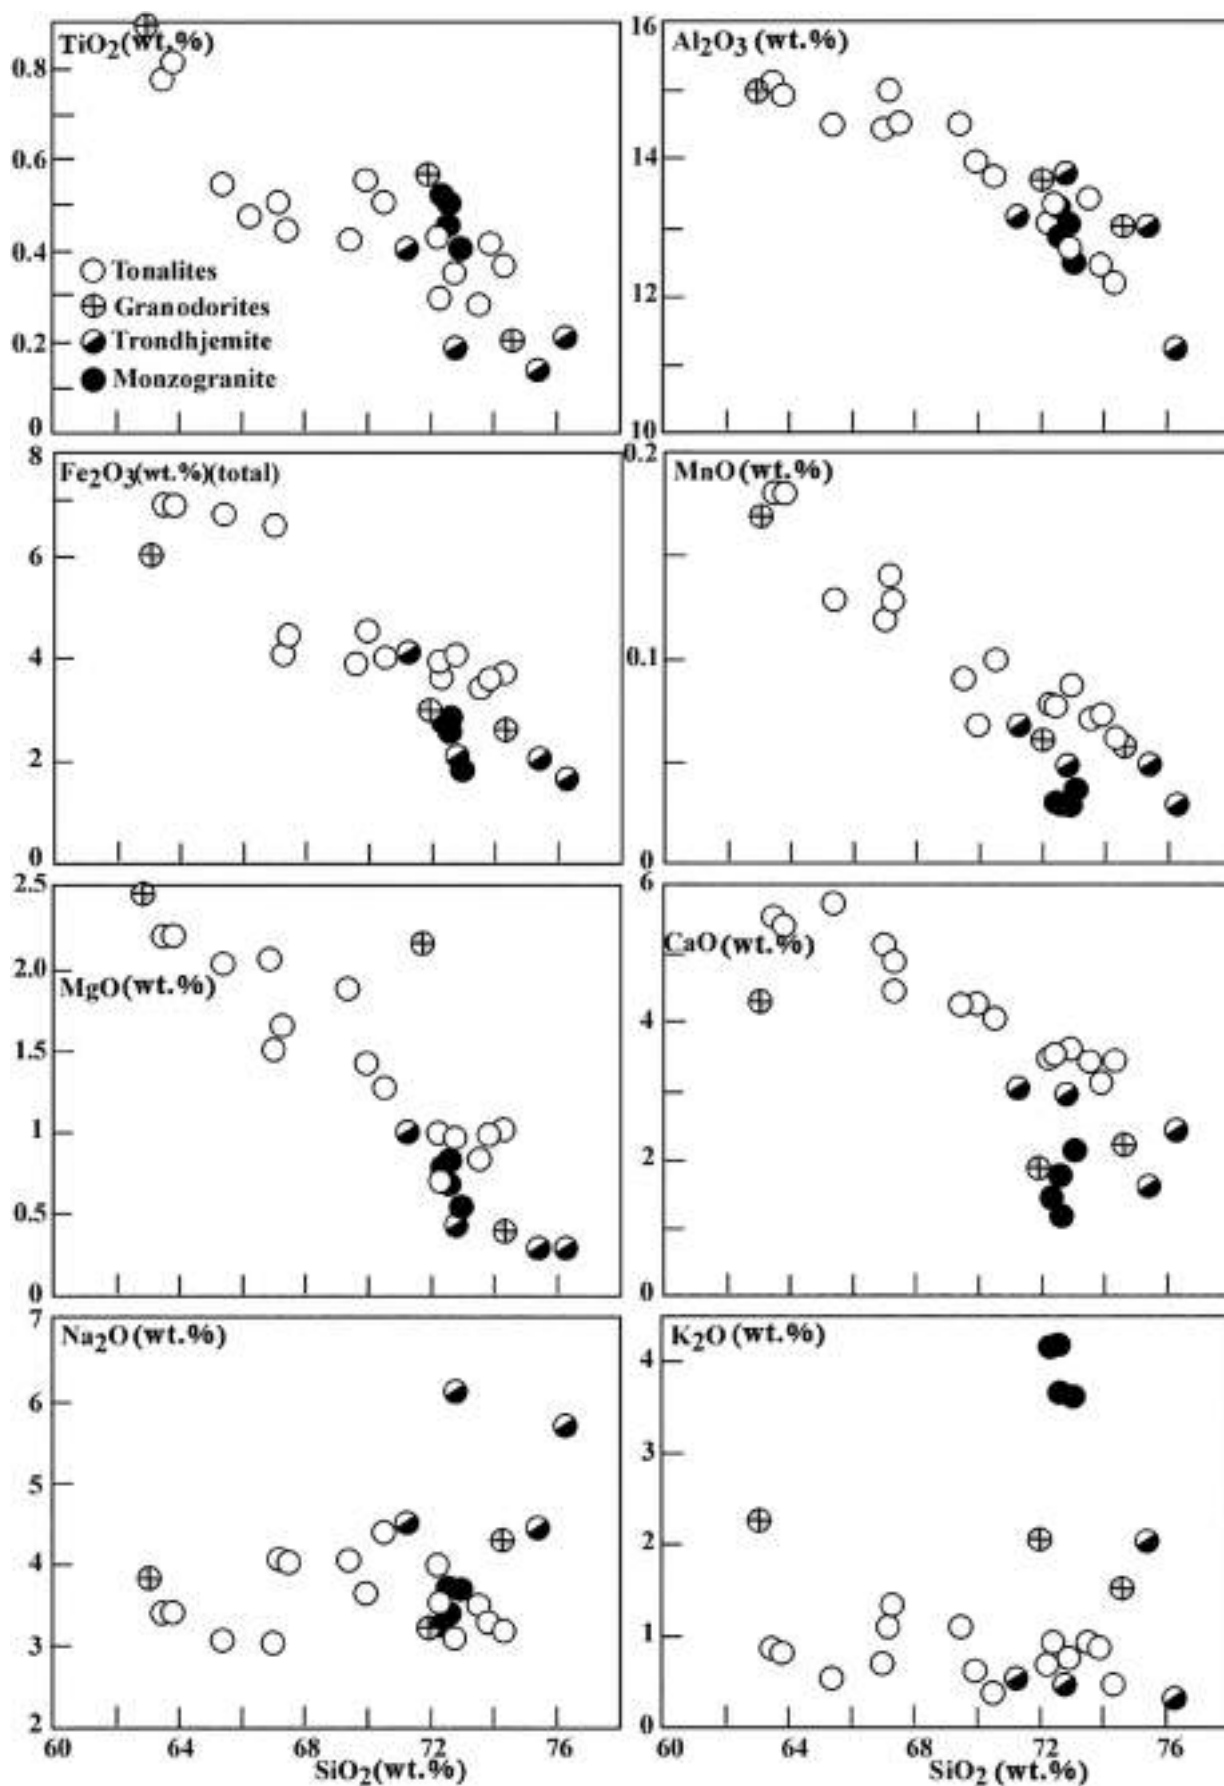 TiO2(wt.%)
0.8
0.6
0.4
0.2
0
Tonalites
Granodorites
Trondhjemite
Monzogranite
Al2O3 (wt.%)
16
14
12
10
Fe2O3(wt.%)(total)
8
6
4
2
0
MnO(wt.%)
0.2
0.1
0
MgO(wt.%)
2.5
2.0
1.5
1
0.5
0
CaO(wt.%)
6
4
2
0
Na2O(wt.%)
7
6
5
4
3
2
60 64 68 72 76
SiO2(wt.%)
K2O (wt.%)
4
3
2
1
0
60 64 68 72 76
SiO2 (wt.%)